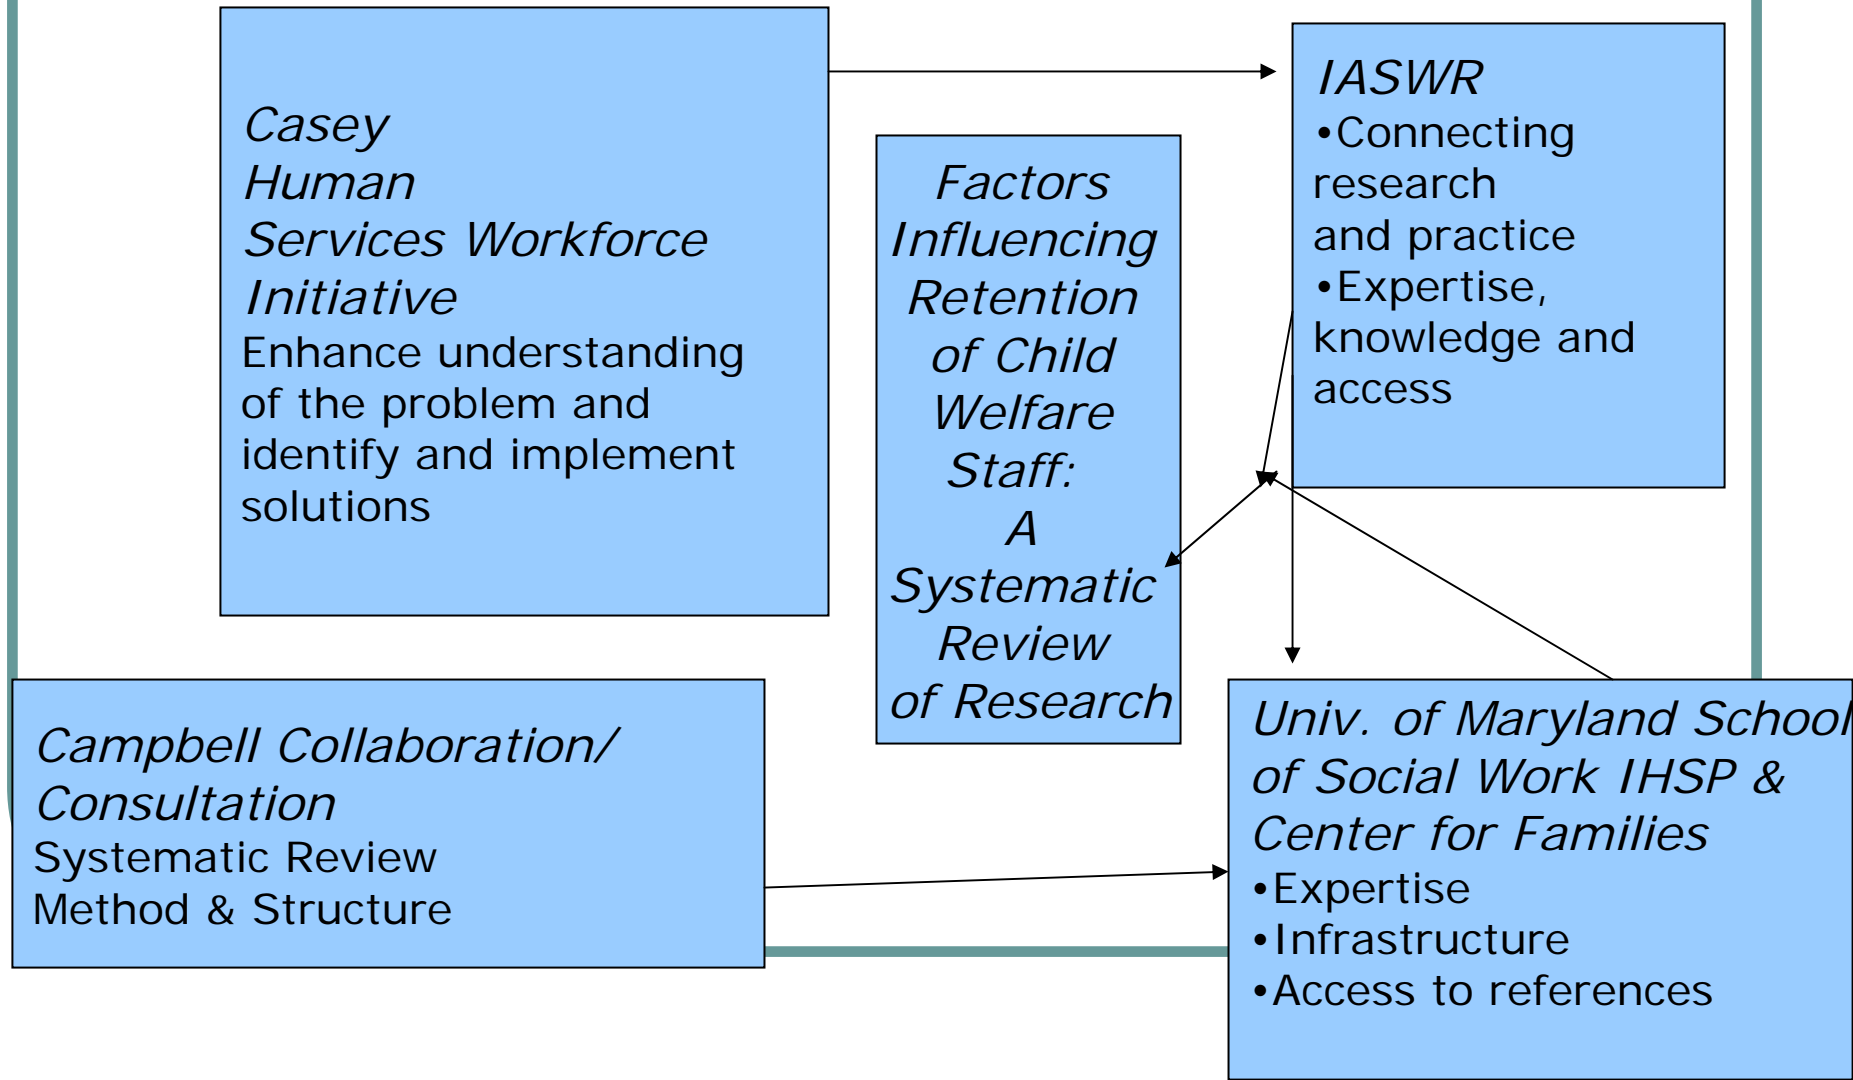 Casey
Human
Services Workforce
Initiative
Enhance understanding
of the problem and
identify and implement
solutions
Factors
Influencing
Retention
of Child
Welfare
Staff:
A
Systematic
Review
of Research
IASWR
•Connecting
research
and practice
•Expertise,
knowledge and
access
Campbell Collaboration/
Consultation
Systematic Review
Method & Structure
Univ. of Maryland School
of Social Work IHSP &
Center for Families
•Expertise
•Infrastructure
•Access to references